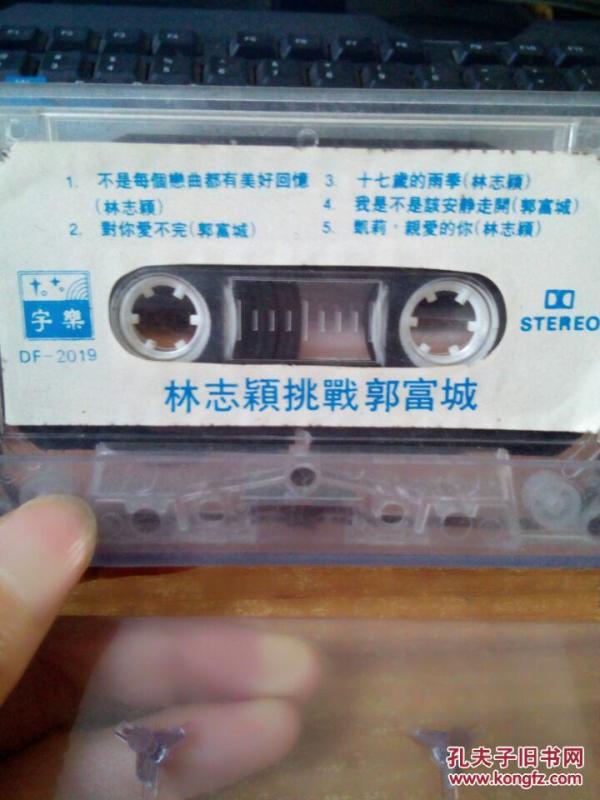 1. 不是每個戀曲都有美好回憶
(林志穎)
2. 對你愛不完(郭富城)
3. 十七歲的雨季(林志穎)
4. 我是不是該安静走開(郭富城)
5. 凱莉,親愛的你(林志穎)
宇樂
DF-2019
STEREO
林志穎挑戰郭富城
孔夫子旧书网
www.kongfz.com